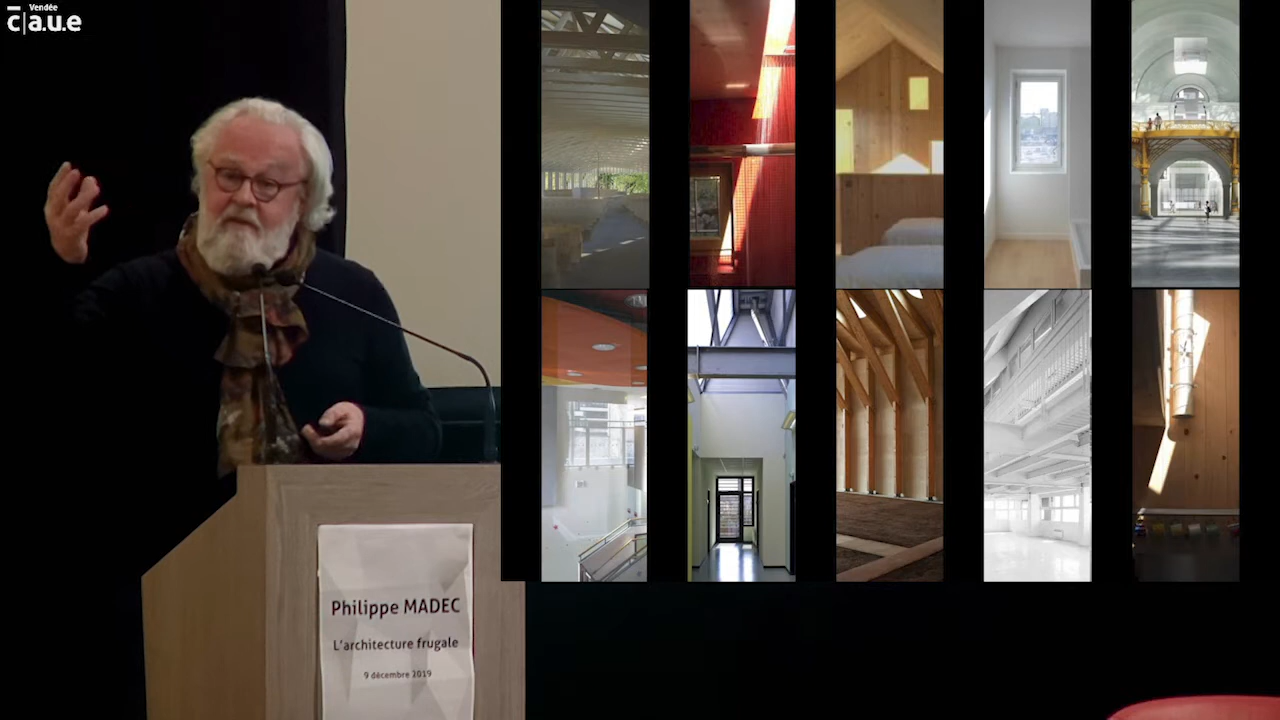 Vendée
c|a.u.e
Philippe MADEC
L'architecture frugale
9 décembre 2019